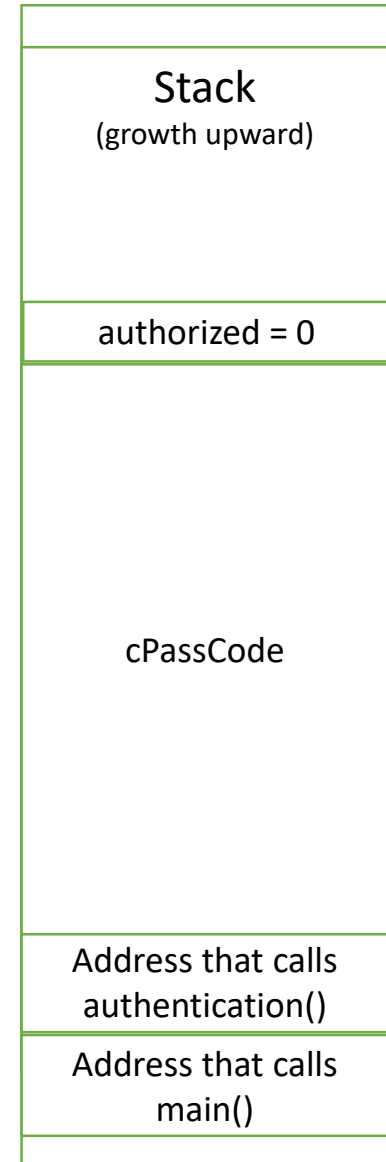 Stack
(growth upward)
authorized = 0
cPassCode
Address that calls
authentication()
Address that calls
main()